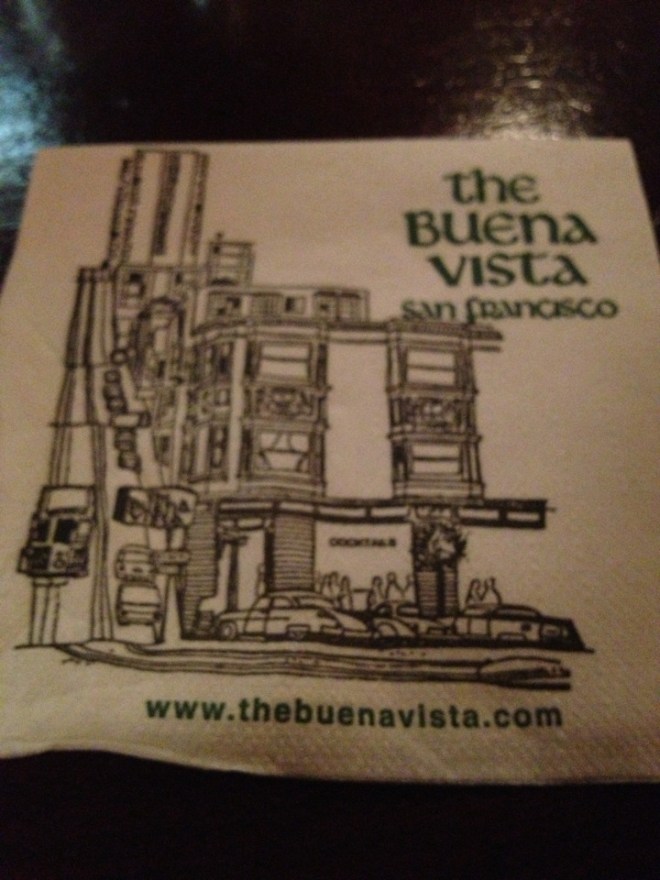 the
Buena
Vista
san francisco
COCKTAILS
www.thebuenavista.com